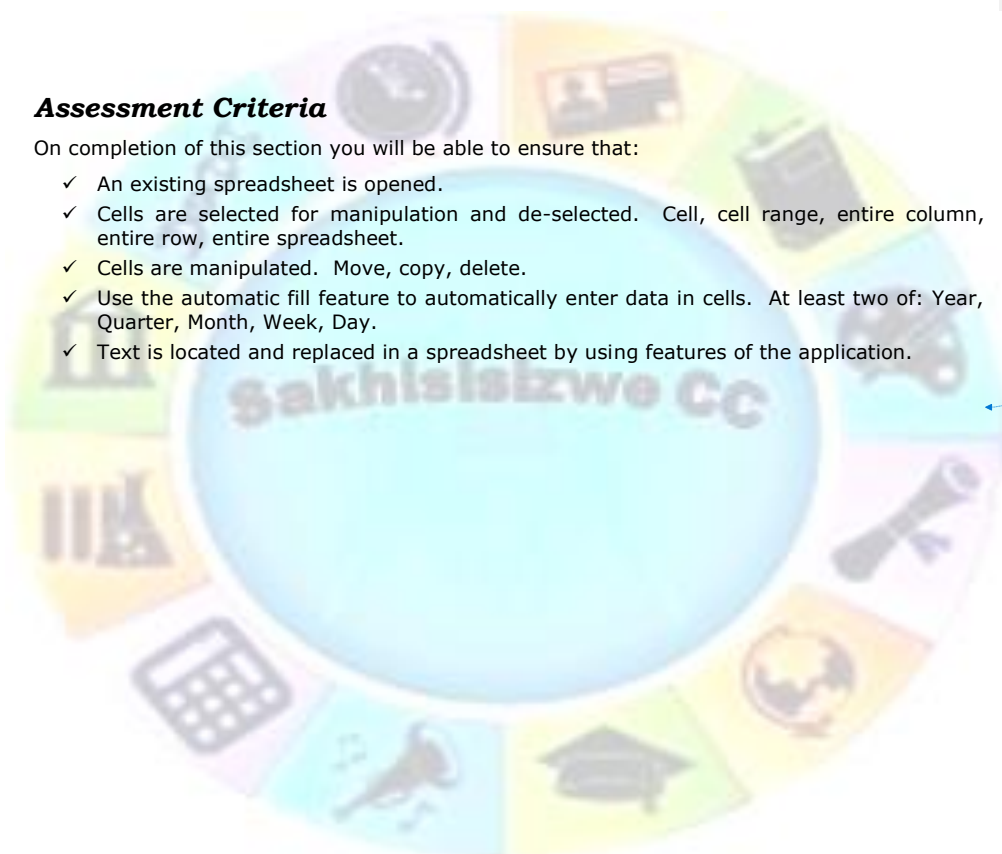 Assessment Criteria
On completion of this section you will be able to ensure that:
✓ An existing spreadsheet is opened.
✓ Cells are selected for manipulation and de-selected. Cell, cell range, entire column,
entire row, entire spreadsheet.
✓ Cells are manipulated. Move, copy, delete.
✓ Use the automatic fill feature to automatically enter data in cells. At least two of: Year,
Quarter, Month, Week, Day.
✓ Text is located and replaced in a spreadsheet by using features of the application.
Sakhisisizwe Cc